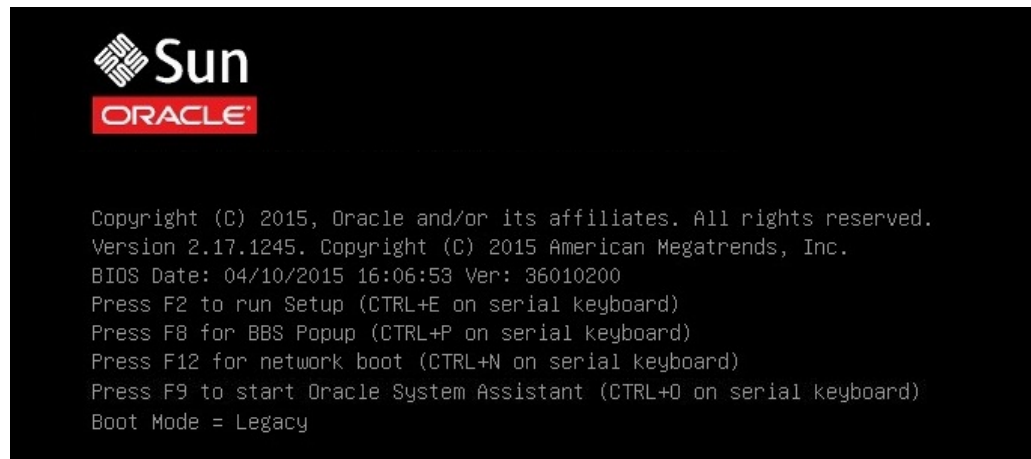 Sun
ORACLE®
Copyright (C) 2015, Oracle and/or its affiliates. All rights reserved.
Version 2.17.1245. Copyright (C) 2015 American Megatrends, Inc.
BIOS Date: 04/10/2015 16:06:53 Ver: 36010200
Press F2 to run Setup (CTRL+E on serial keyboard)
Press F8 for BBS Popup (CTRL+P on serial keyboard)
Press F12 for network boot (CTRL+N on serial keyboard)
Press F9 to start Oracle System Assistant (CTRL+O on serial keyboard)
Boot Mode = Legacy